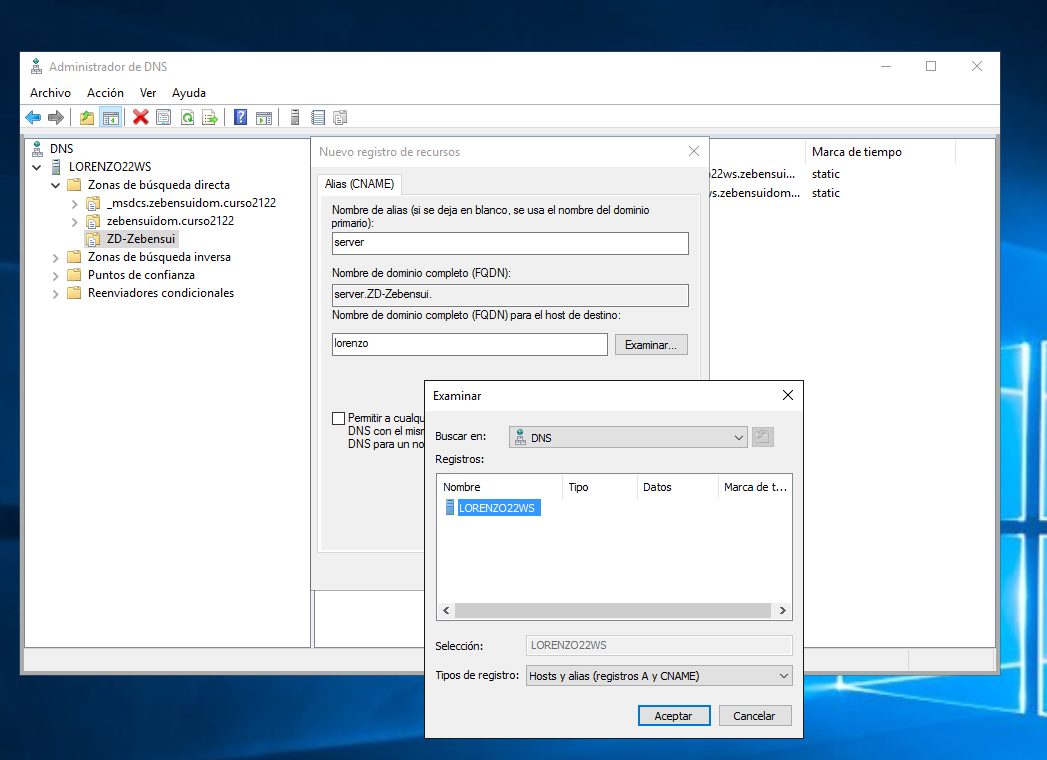 Administrador de DNS
Archivo Acción Ver Ayuda
DNS
LORENZO22WS
Zonas de búsqueda directa
_msdcs.zebensuidom.curso2122
zebensuidom.curso2122
ZD-Zebensui
Zonas de búsqueda inversa
Puntos de confianza
Reenviadores condicionales
Marca de tiempo
22ws.zebensui... static
vs.zebensuidom... static
Nuevo registro de recursos
Alias (CNAME)
Nombre de alias (si se deja en blanco, se usa el nombre del dominio
primario):
server
Nombre de dominio completo (FQDN):
server.ZD-Zebensui.
Nombre de dominio completo (FQDN) para el host de destino:
lorenzo Examinar...
Permitir a cualqu
DNS con el mism
DNS para un no
Examinar
Buscar en: DNS
Registros:
Nombre Tipo Datos Marca de t...
LORENZO22WS
Selección: LORENZO22WS
Tipos de registro: Hosts y alias (registros A y CNAME)
Aceptar Cancelar